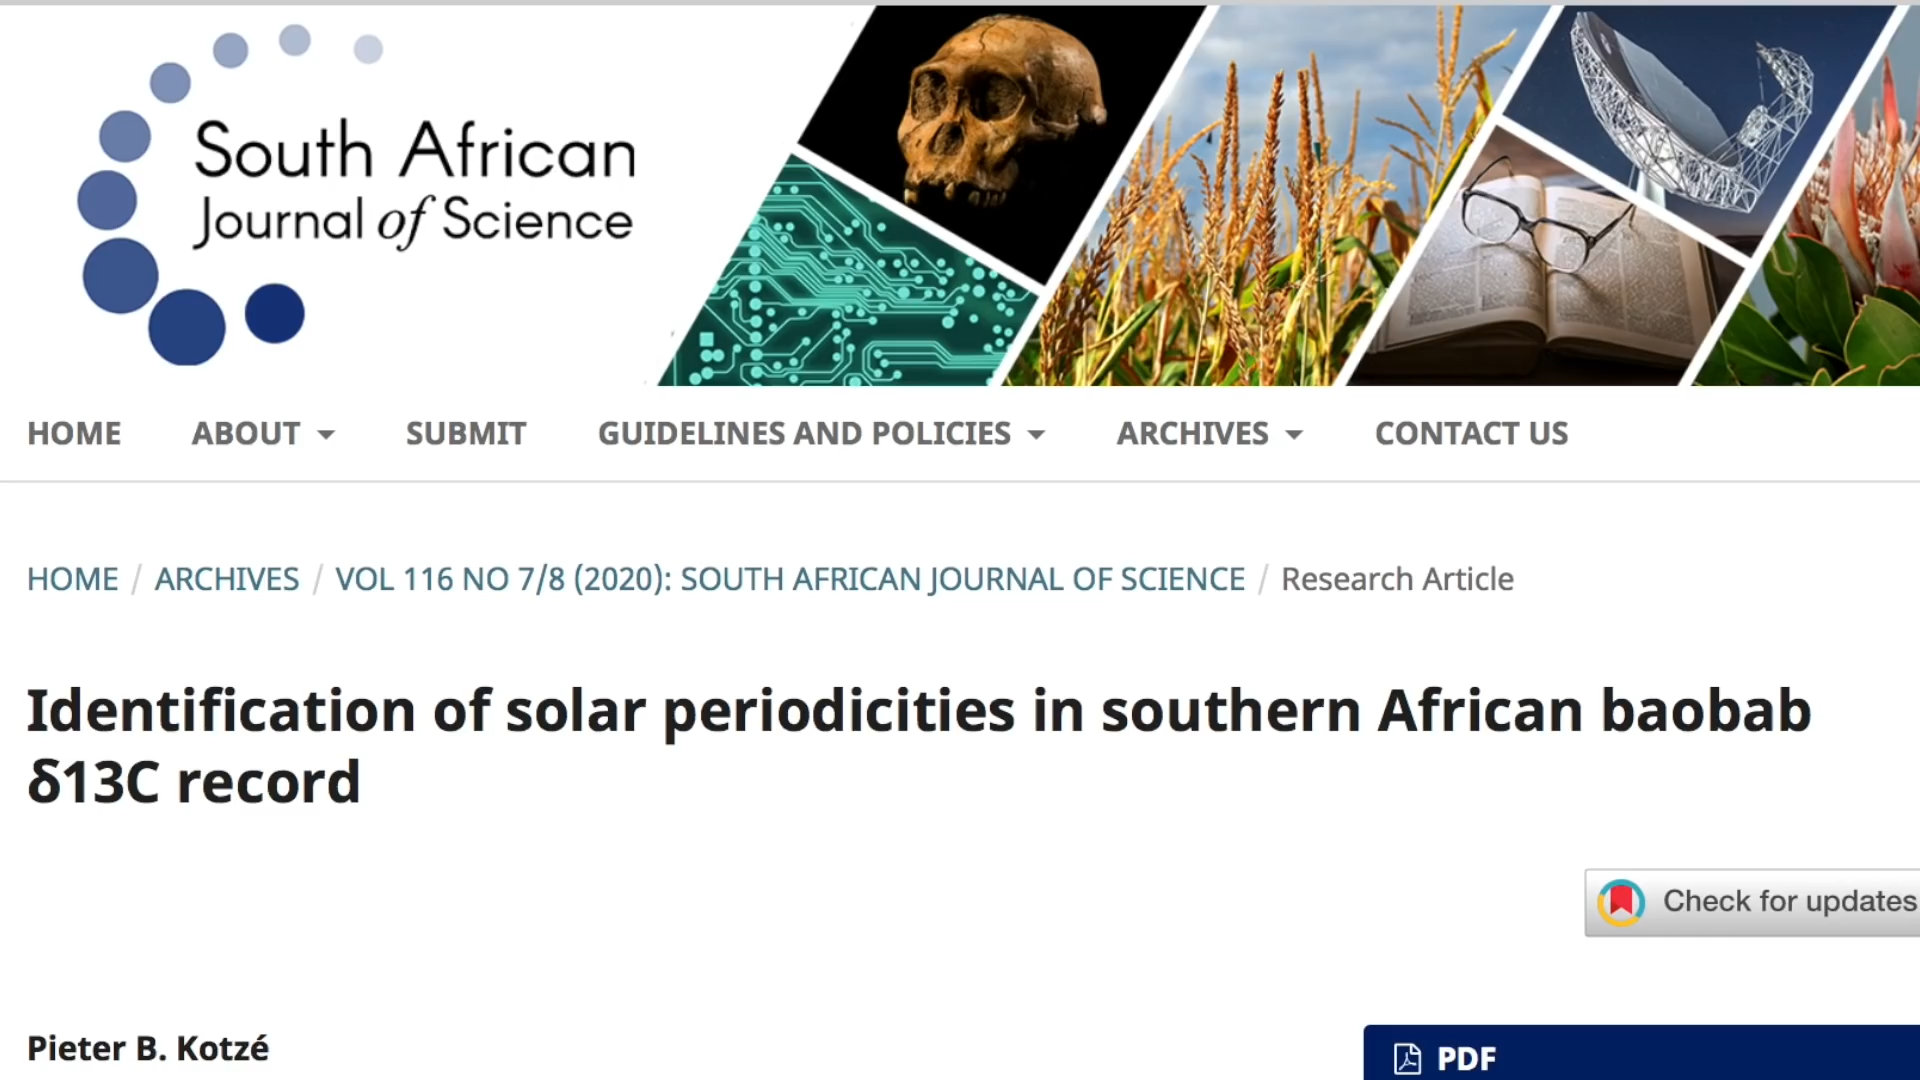 South African
Journal of Science
HOME ABOUT SUBMIT GUIDELINES AND POLICIES ARCHIVES CONTACT US
HOME / ARCHIVES / VOL 116 NO 7/8 (2020): SOUTH AFRICAN JOURNAL OF SCIENCE / Research Article
Identification of solar periodicities in southern African baobab
δ13C record
Check for updates
Pieter B. Kotzé
PDF